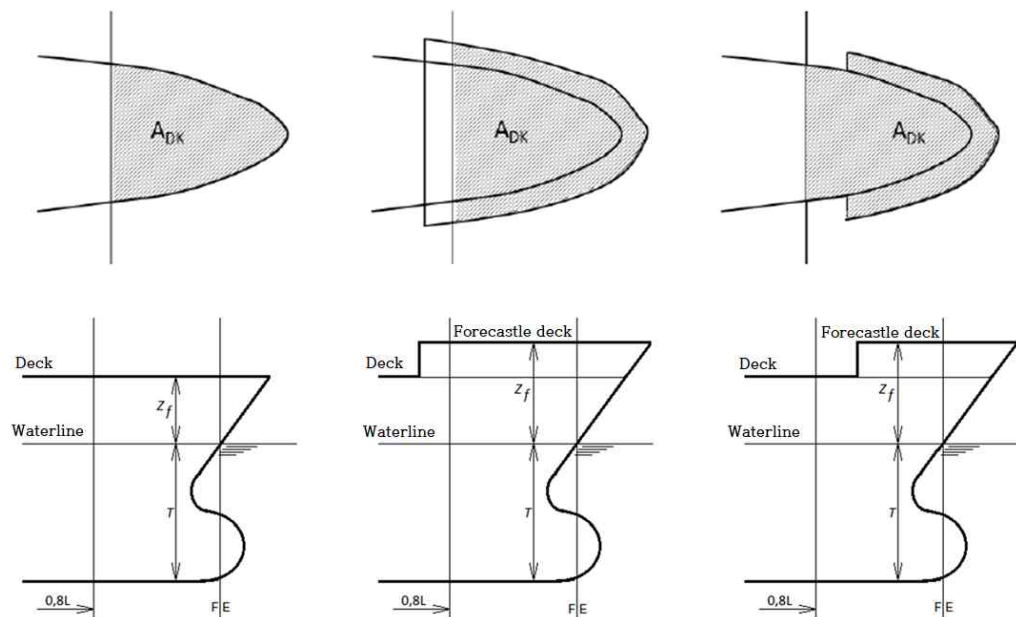 A_DK
A_DK
A_DK
Deck
Z_f
Waterline
T
0,8L
F E
Forecastle deck
Deck
Z_f
Waterline
T
0,8L
F E
Forecastle deck
Deck
Z_f
Waterline
T
0,8L
F E